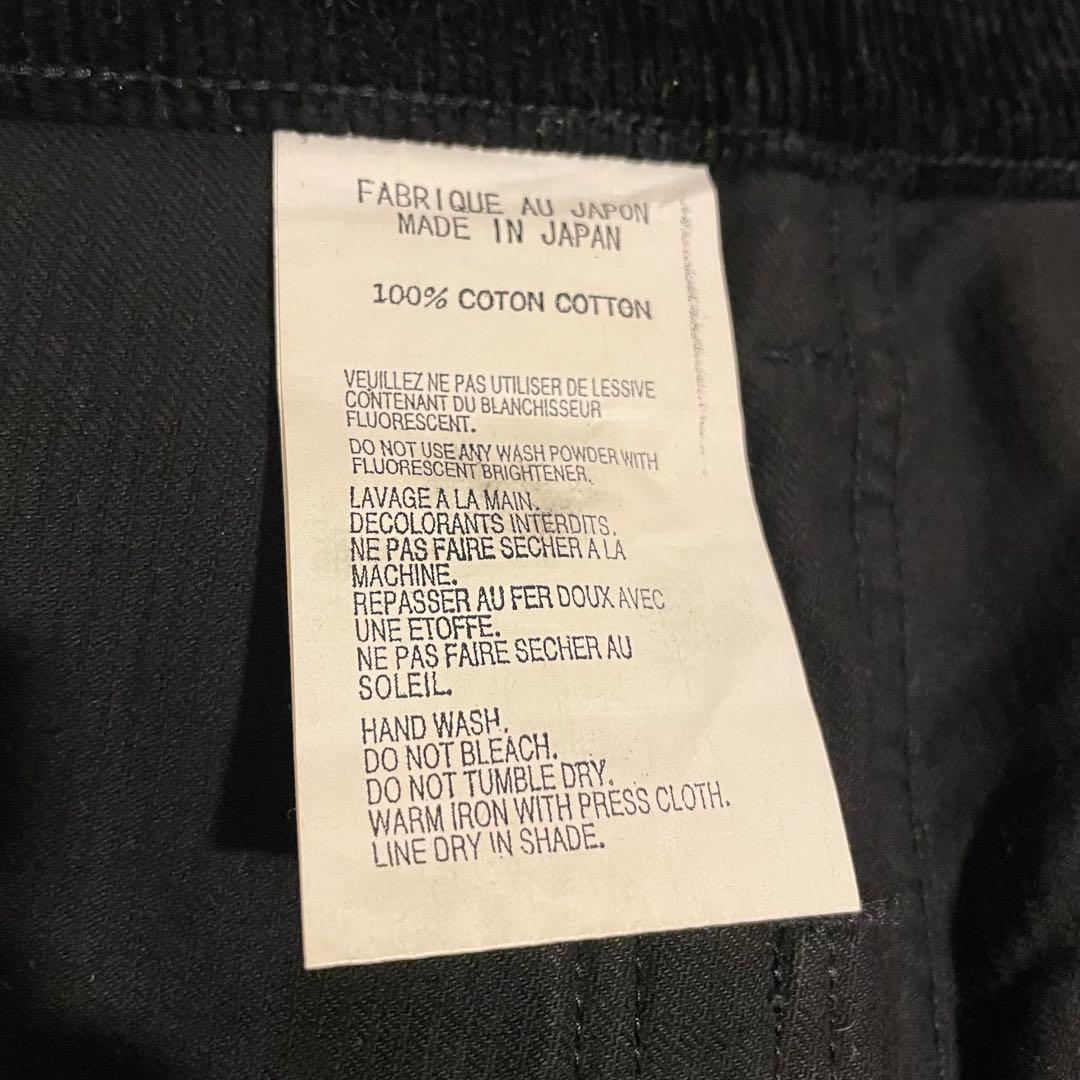 FABRIQUE AU JAPON
MADE IN JAPAN
100% COTON COTTON
VEUILLEZ NE PAS UTILISER DE LESSIVE
CONTENANT DU BLANCHISSEUR
FLUORESCENT.
DO NOT USE ANY WASH POWDER WITH
FLUORESCENT BRIGHTENER.
LAVAGE A LA MAIN.
DECOLORANTS INTERDITS.
NE PAS FAIRE SECHER A LA
MACHINE.
REPASSER AU FER DOUX AVEC
UNE ETOFFE.
NE PAS FAIRE SECHER AU
SOLEIL.
HAND WASH.
DO NOT BLEACH.
DO NOT TUMBLE DRY.
WARM IRON WITH PRESS CLOTH.
LINE DRY IN SHADE.